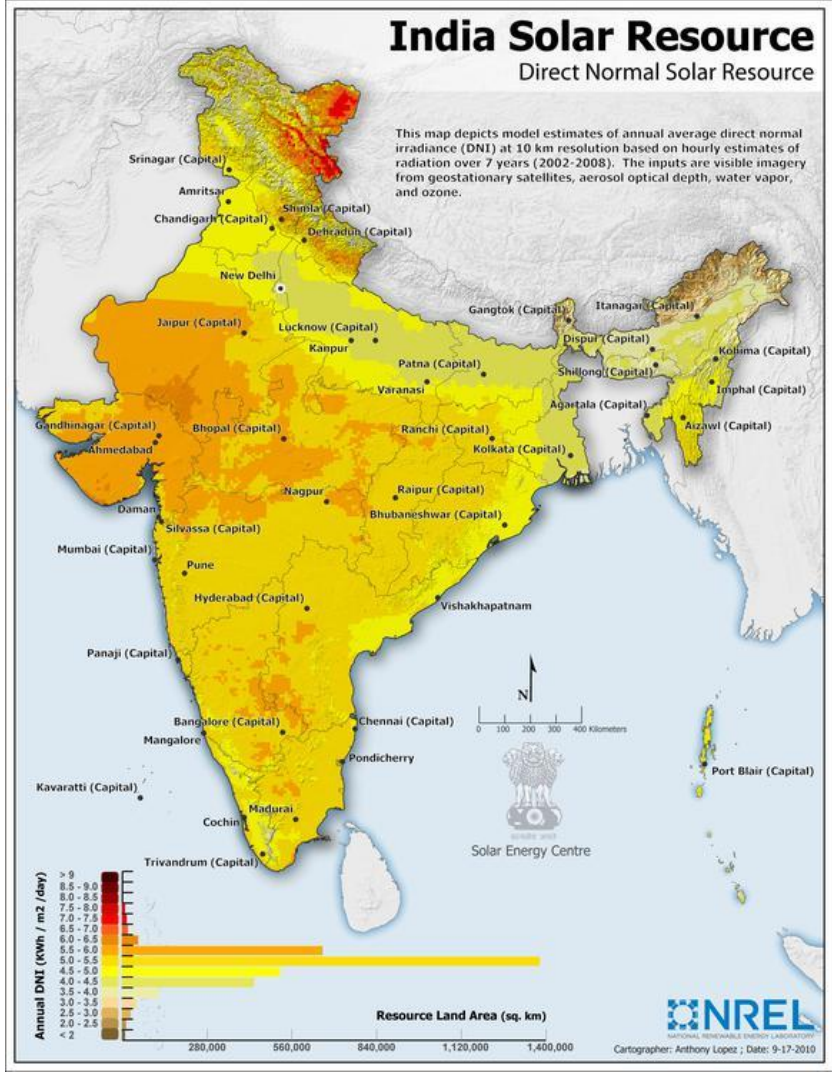 India Solar Resource
Direct Normal Solar Resource
This map depicts model estimates of annual average direct normal
irradiance (DNI) at 10 km resolution based on hourly estimates of
radiation over 7 years (2002-2008). The inputs are visible imagery
from geostationary satellites, aerosol optical depth, water vapor,
and ozone.
Srinagar (Capital)
Amritsar
Shimla (Capital)
Chandigarh (Capital)
Dehradun (Capital)
New Delhi
Gangtok (Capital)
Itanagar (Capital)
Jaipur (Capital)
Lucknow (Capital)
Kanpur
Dispur (Capital)
Kohima (Capital)
Patna (Capital)
Shillong (Capital)
Varanasi
Imphal (Capital)
Agartala (Capital)
Gandhinagar (Capital)
Bhopal (Capital)
Ranchi (Capital)
Aizawl (Capital)
Ahmedabad
Kolkata (Capital)
Nagpur
Raipur (Capital)
Daman
Bhubaneshwar (Capital)
Silvassa (Capital)
Mumbai (Capital)
Pune
Hyderabad (Capital)
Vishakhapatnam
Panaji (Capital)
N
Bangalore (Capital)
Chennai (Capital)
0 100 200 300 400 Kilometers
Mangalore
Pondicherry
Port Blair (Capital)
Kavaratti (Capital)
Madurai
Cochin
Solar Energy Centre
Trivandrum (Capital)
Annual DNI (KWh / m2 /day)
> 9
8.5 - 9.0
8.0 - 8.5
7.5 - 8.0
7.0 - 7.5
6.5 - 7.0
6.0 - 6.5
5.5 - 6.0
5.0 - 5.5
4.5 - 5.0
4.0 - 4.5
3.5 - 4.0
3.0 - 3.5
2.5 - 3.0
2.0 - 2.5
< 2
Resource Land Area (sq. km)
280,000 560,000 840,000 1,120,000 1,400,000
NREL
NATIONAL RENEWABLE ENERGY LABORATORY
Cartographer: Anthony Lopez ; Date: 9-17-2010